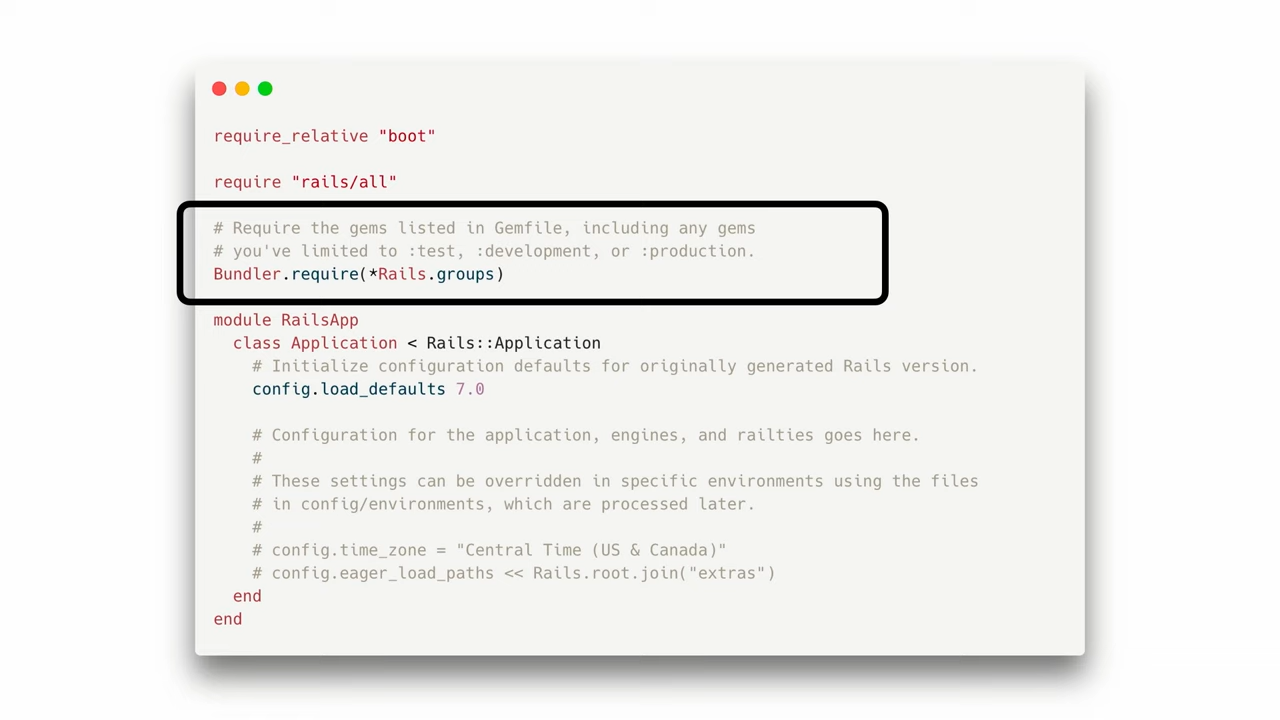 require_relative "boot"
require "rails/all"
# Require the gems listed in Gemfile, including any gems
# you've limited to :test, :development, or :production.
Bundler.require(*Rails.groups)
module RailsApp
  class Application < Rails::Application
    # Initialize configuration defaults for originally generated Rails version.
    config.load_defaults 7.0
    # Configuration for the application, engines, and railties goes here.
    #
    # These settings can be overridden in specific environments using the files
    # in config/environments, which are processed later.
    #
    # config.time_zone = "Central Time (US & Canada)"
    # config.eager_load_paths << Rails.root.join("extras")
  end
end